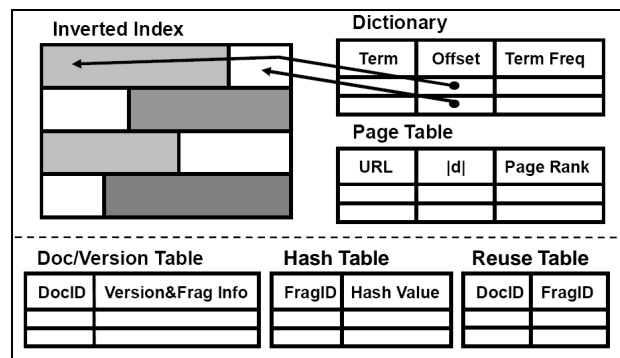 Inverted Index
Dictionary
Term Offset Term Freq
Page Table
URL |d| Page Rank
Doc/Version Table
DocID Version&Frag Info
Hash Table
FragID Hash Value
Reuse Table
DocID FragID